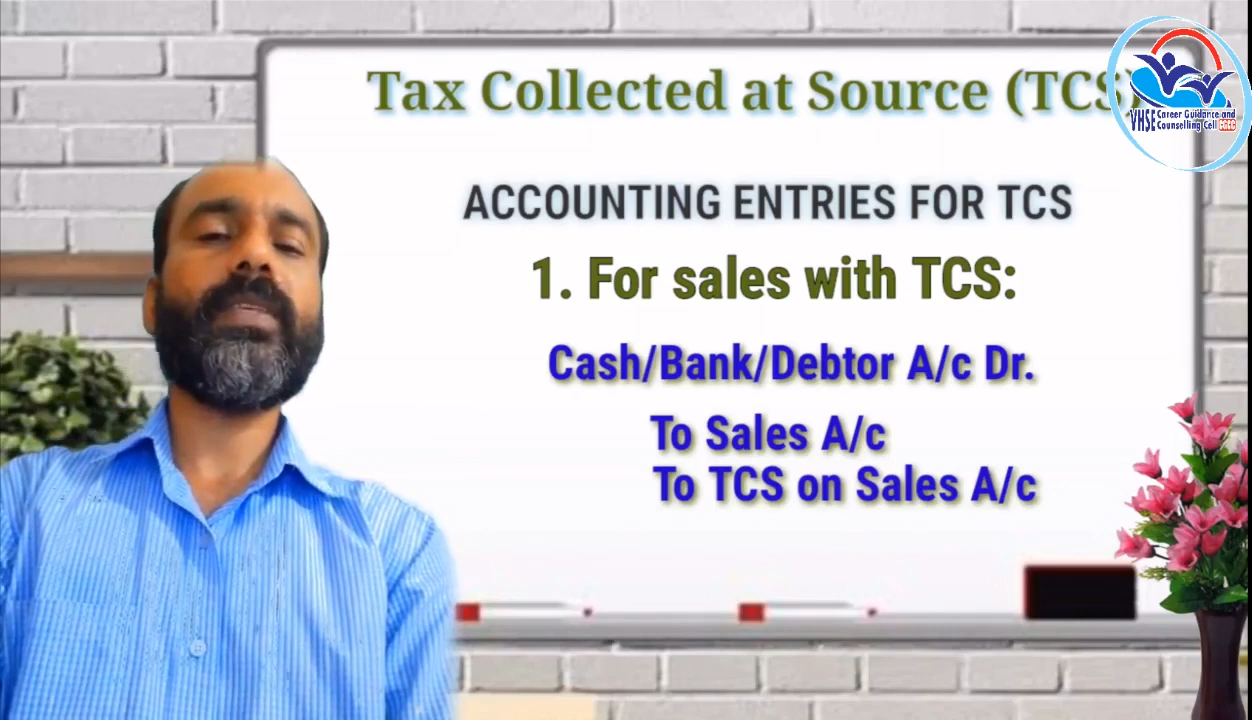 Tax Collected at Source (TCS)
VHSE Career Guidance and
Counselling Cell CGCC
ACCOUNTING ENTRIES FOR TCS
1. For sales with TCS:
Cash/Bank/Debtor A/c Dr.
To Sales A/c
To TCS on Sales A/c